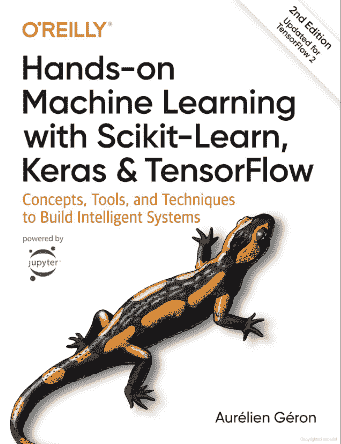 O'REILLY®
2nd Edition
Updated for
TensorFlow 2
Hands-on
Machine Learning
with Scikit-Learn,
Keras & TensorFlow
Concepts, Tools, and Techniques
to Build Intelligent Systems
powered by
jupyter
Aurélien Géron